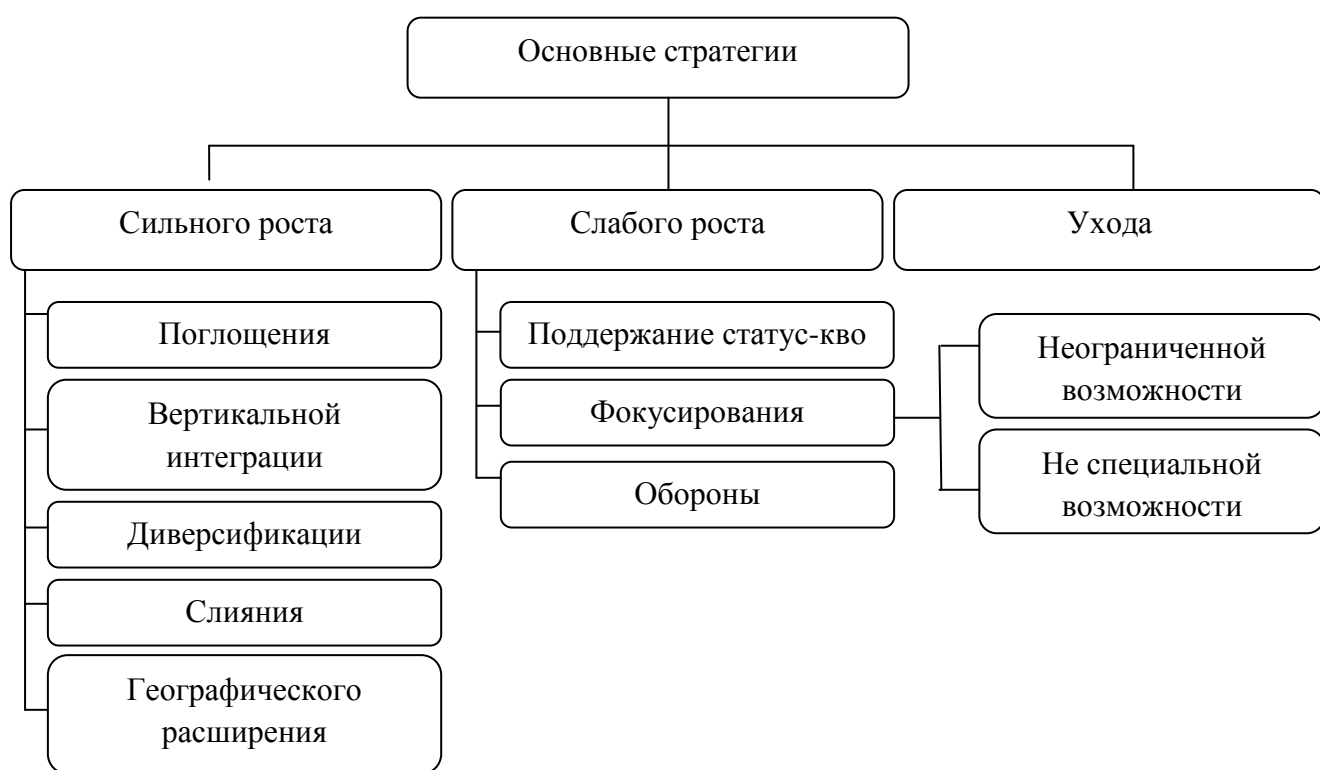 Основные стратегии
Сильного роста
Слабого роста
Ухода
Поглощения
Вертикальной
интеграции
Диверсификации
Слияния
Географического
расширения
Поддержание статус-кво
Фокусирования
Обороны
Неограниченной
возможности
Не специальной
возможности